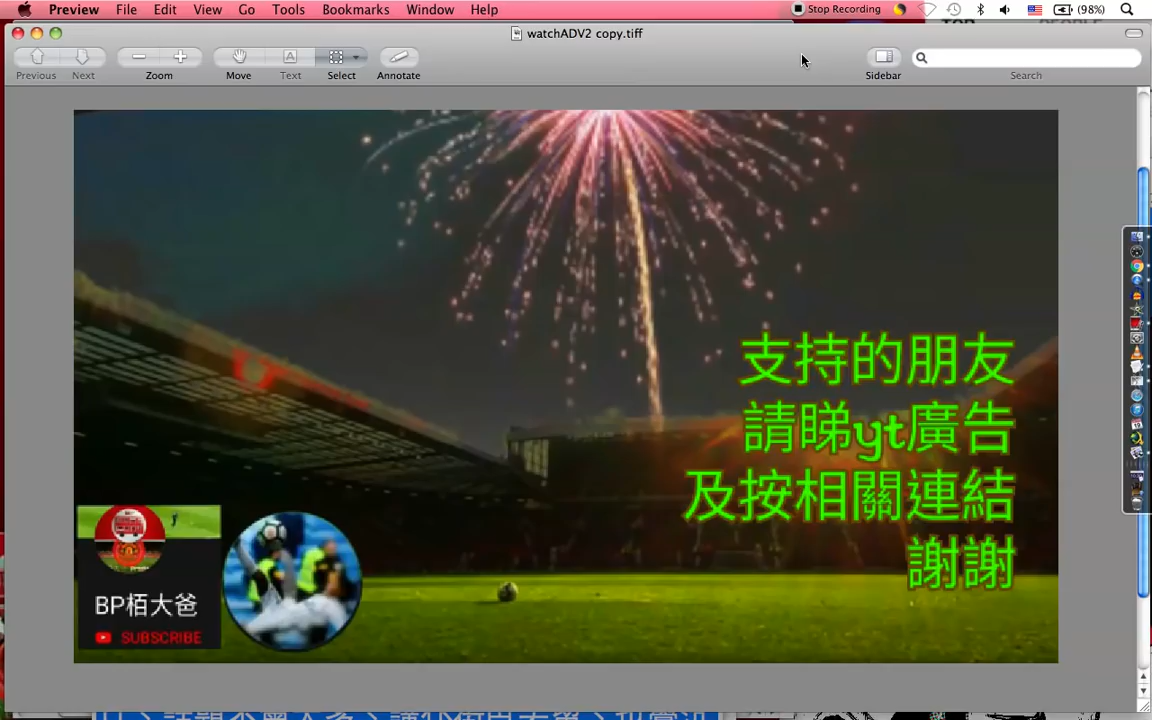 Preview File Edit View Go Tools Bookmarks Window Help Stop Recording (98%)
watchADV2 copy.tiff
Previous Next Zoom Move Text Select Annotate Sidebar Search
支持的朋友
請睇yt廣告
及按相關連結
謝謝
BP栢大爸
SUBSCRIBE